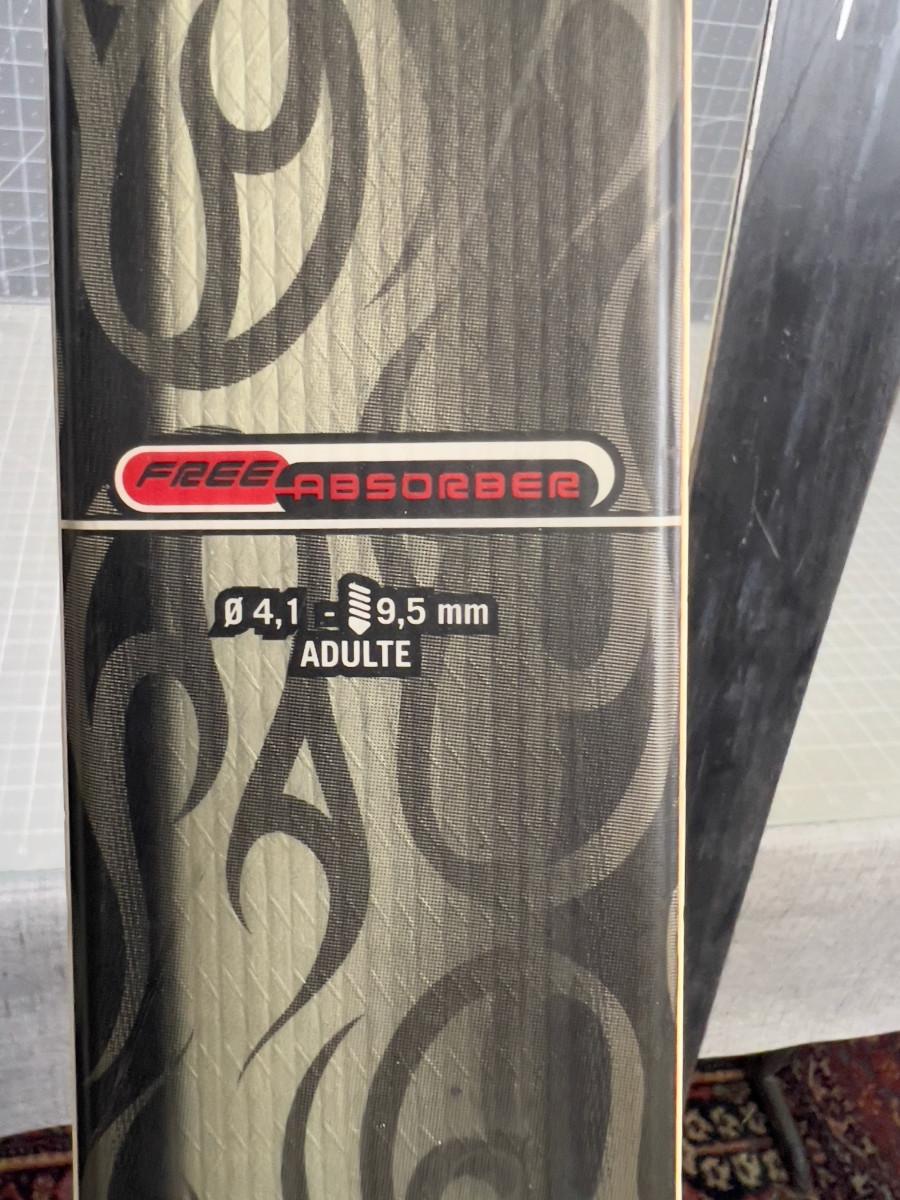 FREE ABSORBER
Ø 4,1 - 9,5 mm
ADULTE